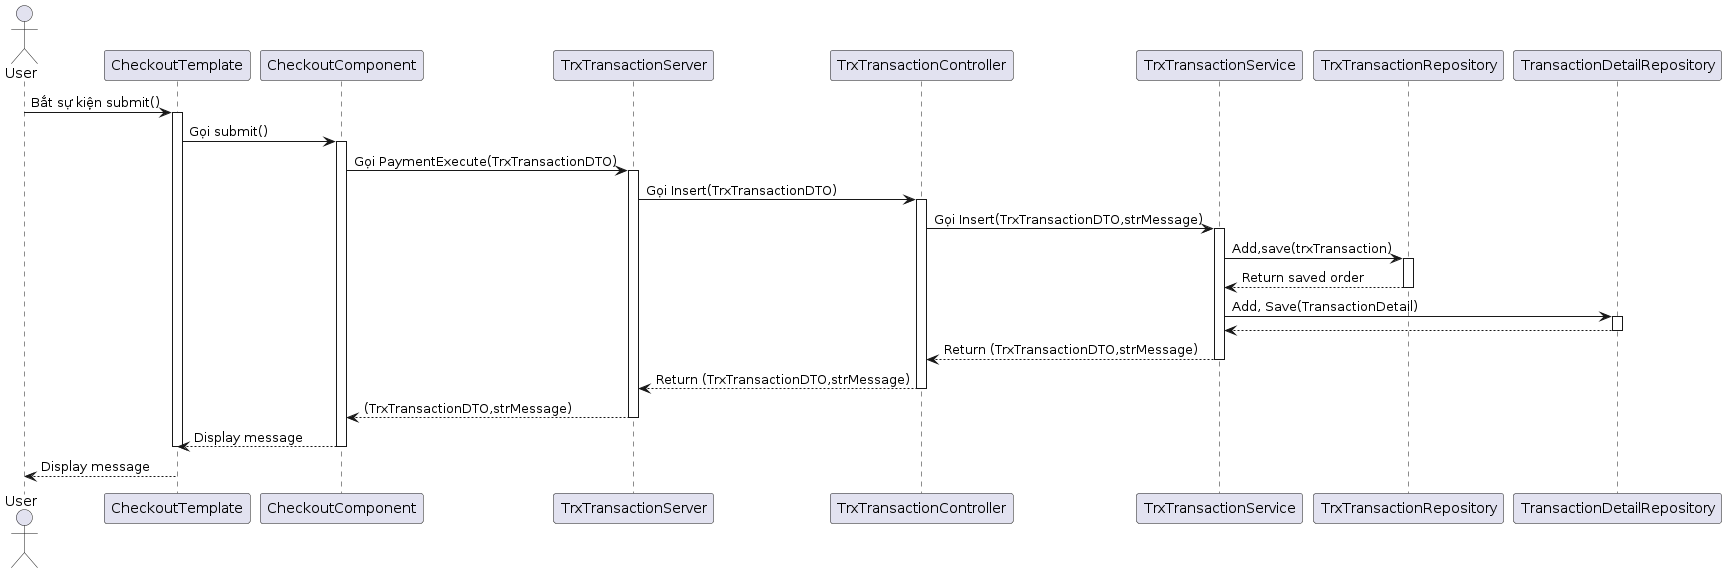 User
CheckoutTemplate
CheckoutComponent
TrxTransactionServer
TrxTransactionController
TrxTransactionService
TrxTransactionRepository
TransactionDetailRepository
Bắt sự kiện submit()
Gọi submit()
Gọi PaymentExecute(TrxTransactionDTO)
Gọi Insert(TrxTransactionDTO)
Gọi Insert(TrxTransactionDTO,strMessage)
Add,save(trxTransaction)
Return saved order
Add, Save(TransactionDetail)
Return (TrxTransactionDTO,strMessage)
Return (TrxTransactionDTO,strMessage)
(TrxTransactionDTO,strMessage)
Display message
Display message
User
CheckoutTemplate
CheckoutComponent
TrxTransactionServer
TrxTransactionController
TrxTransactionService
TrxTransactionRepository
TransactionDetailRepository